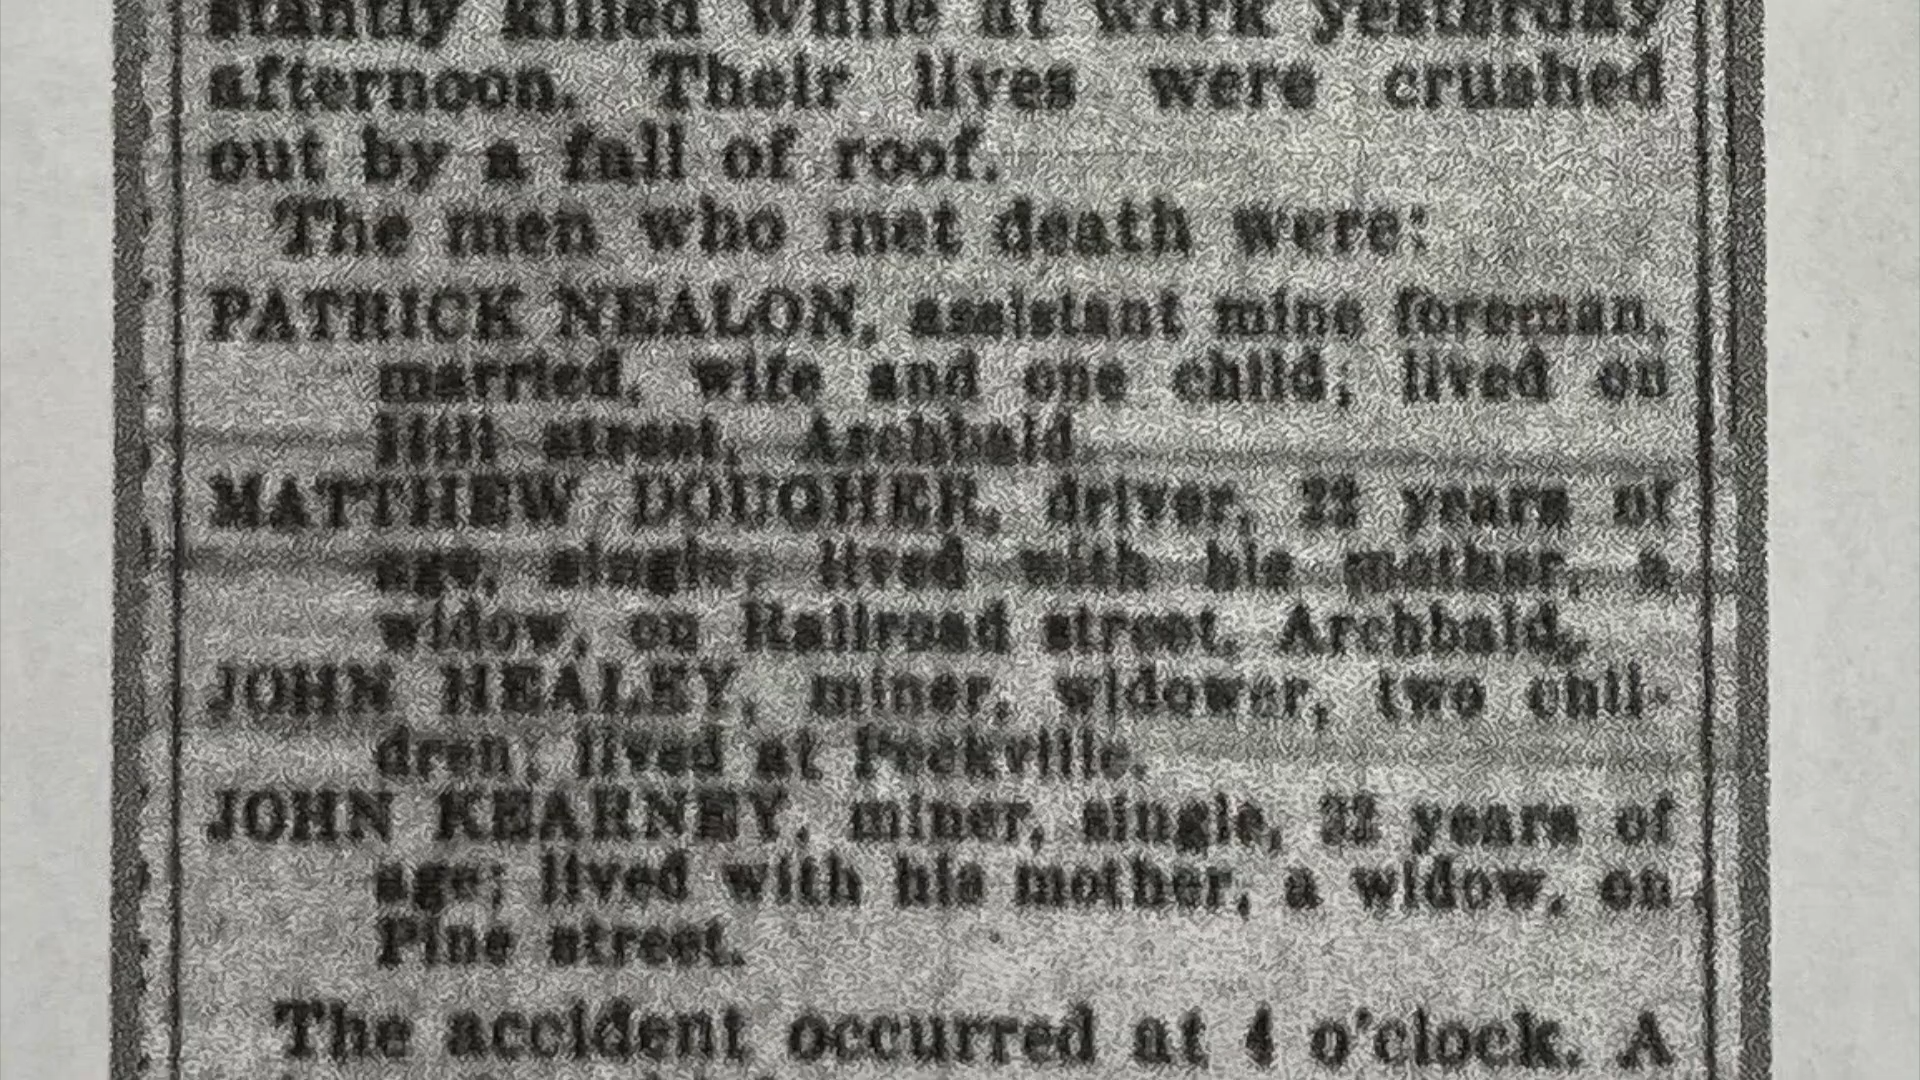 stantly killed while at work yesterday
afternoon. Their lives were crushed
out by a fall of roof.
The men who met death were:
PATRICK NEALON, assistant mine foreman,
married, wife and one child; lived on
Hill street, Archbald.
MATTHEW DOUGHER, driver, 22 years of
age, single; lived with his mother, a
widow, on Railroad street, Archbald.
JOHN HEALEY, miner, widower, two chil-
dren; lived at Peckville.
JOHN KEARNEY, miner, single, years of
age; lived with his mother, a widow, on
Pine street.
The accident occurred at 4 o'clock. A